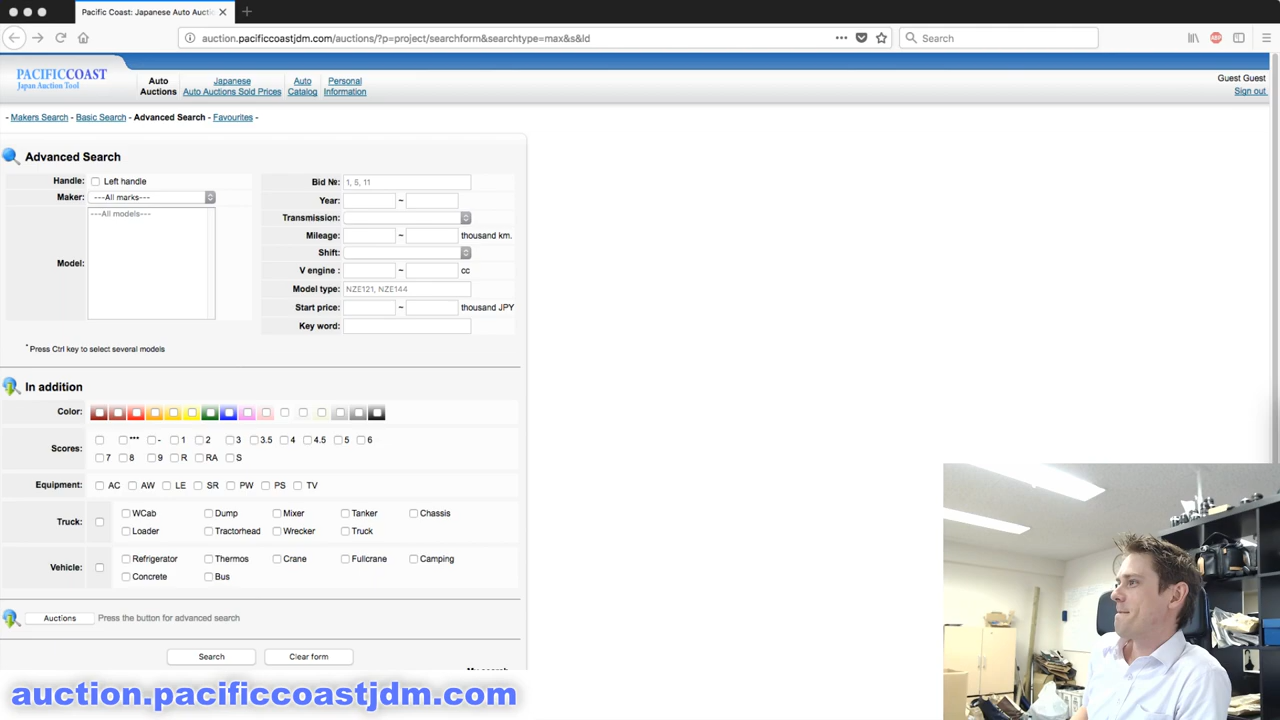 Pacific Coast: Japanese Auto Aucti
auction.pacificcoastjdm.com/auctions/?p=project/searchform&searchtype=max&s&ld
Search
PACIFICCOAST
Japan Auction Tool
Auto Auctions
Japanese Auto Auctions Sold Prices
Auto Catalog
Personal Information
Guest Guest
Sign out
- Makers Search - Basic Search - Advanced Search - Favourites -
Advanced Search
Handle: Left handle
Maker: ---All marks---
---All models---
Model:
* Press Ctrl key to select several models
Bid №: 1, 5, 11
Year: ~
Transmission:
Mileage: ~ thousand km.
Shift:
V engine : ~ cc
Model type: NZE121, NZE144
Start price: ~ thousand JPY
Key word:
In addition
Color:
Scores: *** - 1 2 3 3.5 4 4.5 5 6
7 8 9 R RA S
Equipment: AC AW LE SR PW PS TV
Truck: WCab Dump Mixer Tanker Chassis
Loader Tractorhead Wrecker Truck
Vehicle: Refrigerator Thermos Crane Fullcrane Camping
Concrete Bus
Auctions Press the button for advanced search
Search Clear form
auction.pacificcoastjdm.com